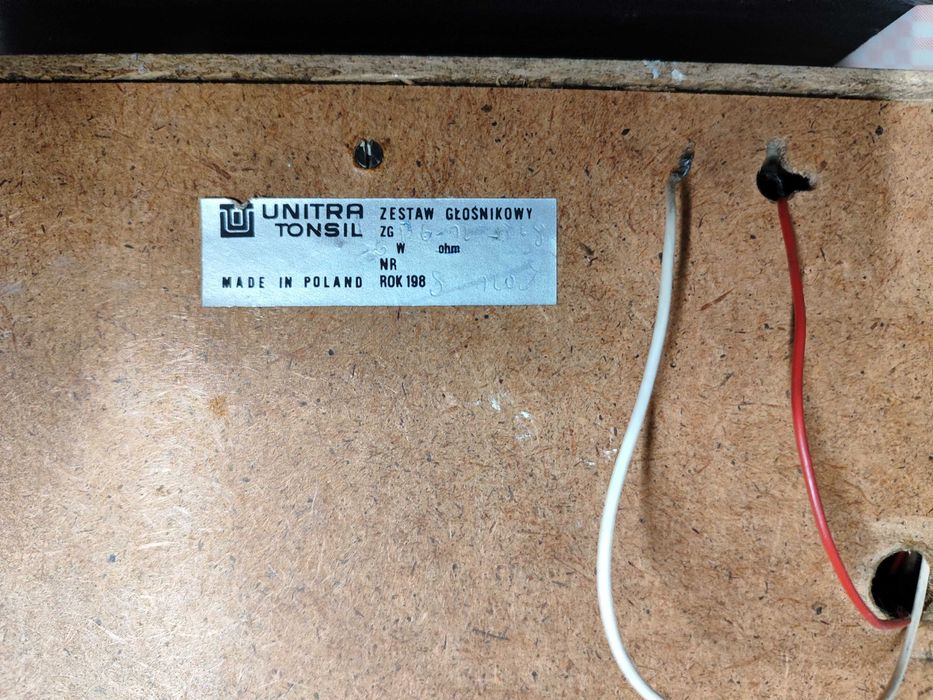 UNITRA
TONSIL
MADE IN POLAND
ZESTAW GŁOŚNIKOWY
ZG
W ohm
NR
ROK 198